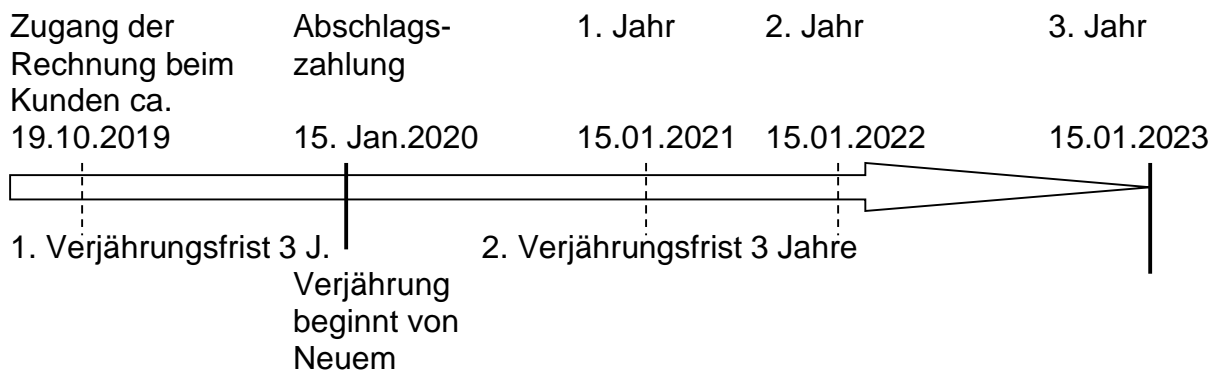 Zugang der Abschlags- 1. Jahr 2. Jahr 3. Jahr
Rechnung beim zahlung
Kunden ca.
19.10.2019 15. Jan.2020 15.01.2021 15.01.2022 15.01.2023
1. Verjährungsfrist 3 J. 2. Verjährungsfrist 3 Jahre
Verjährung
beginnt von
Neuem